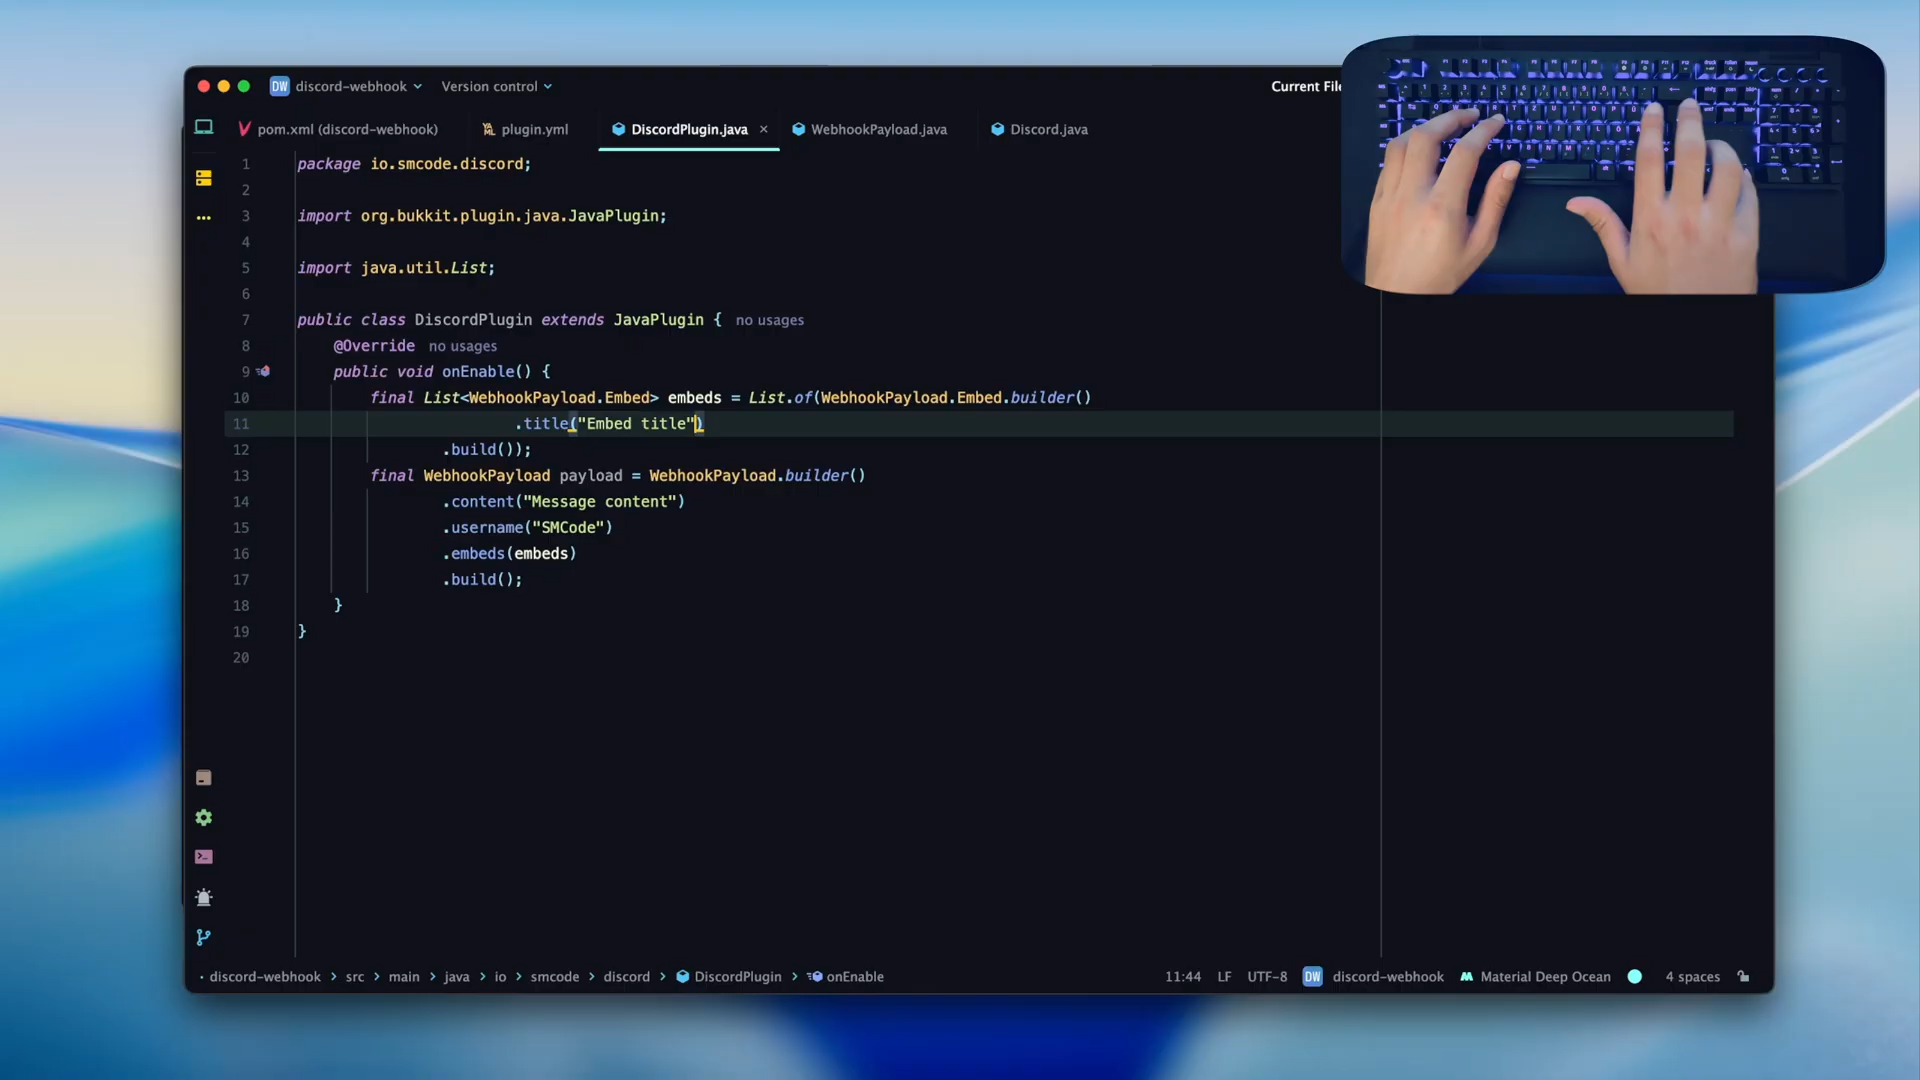 DW discord-webhook Version control Current File
pom.xml (discord-webhook) plugin.yml DiscordPlugin.java WebhookPayload.java Discord.java
1 package io.smcode.discord;
2
3 import org.bukkit.plugin.java.JavaPlugin;
4
5 import java.util.List;
6
7 public class DiscordPlugin extends JavaPlugin { no usages
8 @Override no usages
9 public void onEnable() {
10 final List<WebhookPayload.Embed> embeds = List.of(WebhookPayload.Embed.builder()
11 .title("Embed title")
12 .build());
13 final WebhookPayload payload = WebhookPayload.builder()
14 .content("Message content")
15 .username("SMCode")
16 .embeds(embeds)
17 .build();
18 }
19 }
20
discord-webhook > src > main > java > io > smcode > discord > DiscordPlugin > onEnable 11:44 LF UTF-8 DW discord-webhook Material Deep Ocean 4 spaces